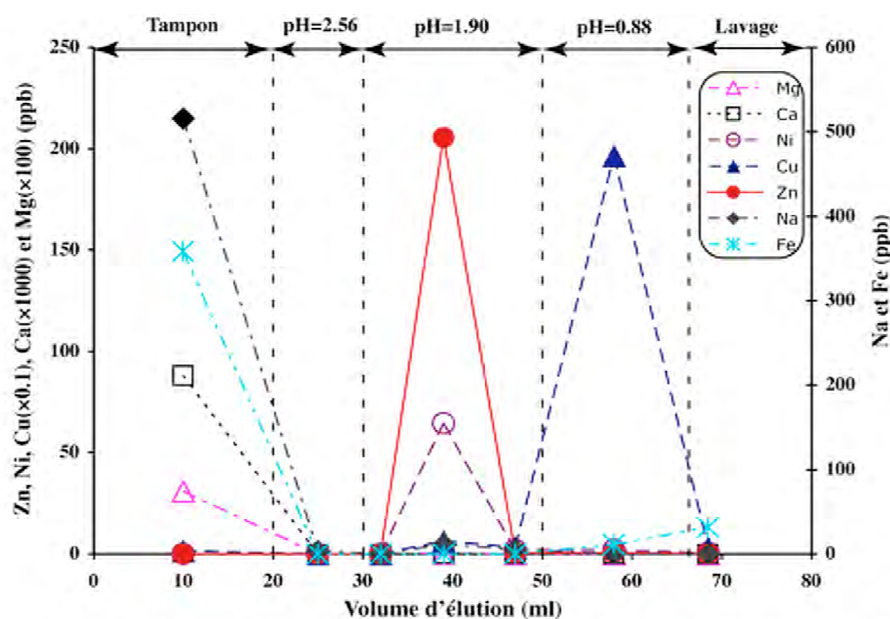 Tampon pH=2.56 pH=1.90 pH=0.88 Lavage
250
200
150
100
50
0
Zn, Ni, Cu(×0.1), Ca(×1000) et Mg(×100) (ppb)
600
500
400
300
200
100
0
Na et Fe (ppb)
Mg
Ca
Ni
Cu
Zn
Na
Fe
0 10 20 30 40 50 60 70 80
Volume d'élution (ml)